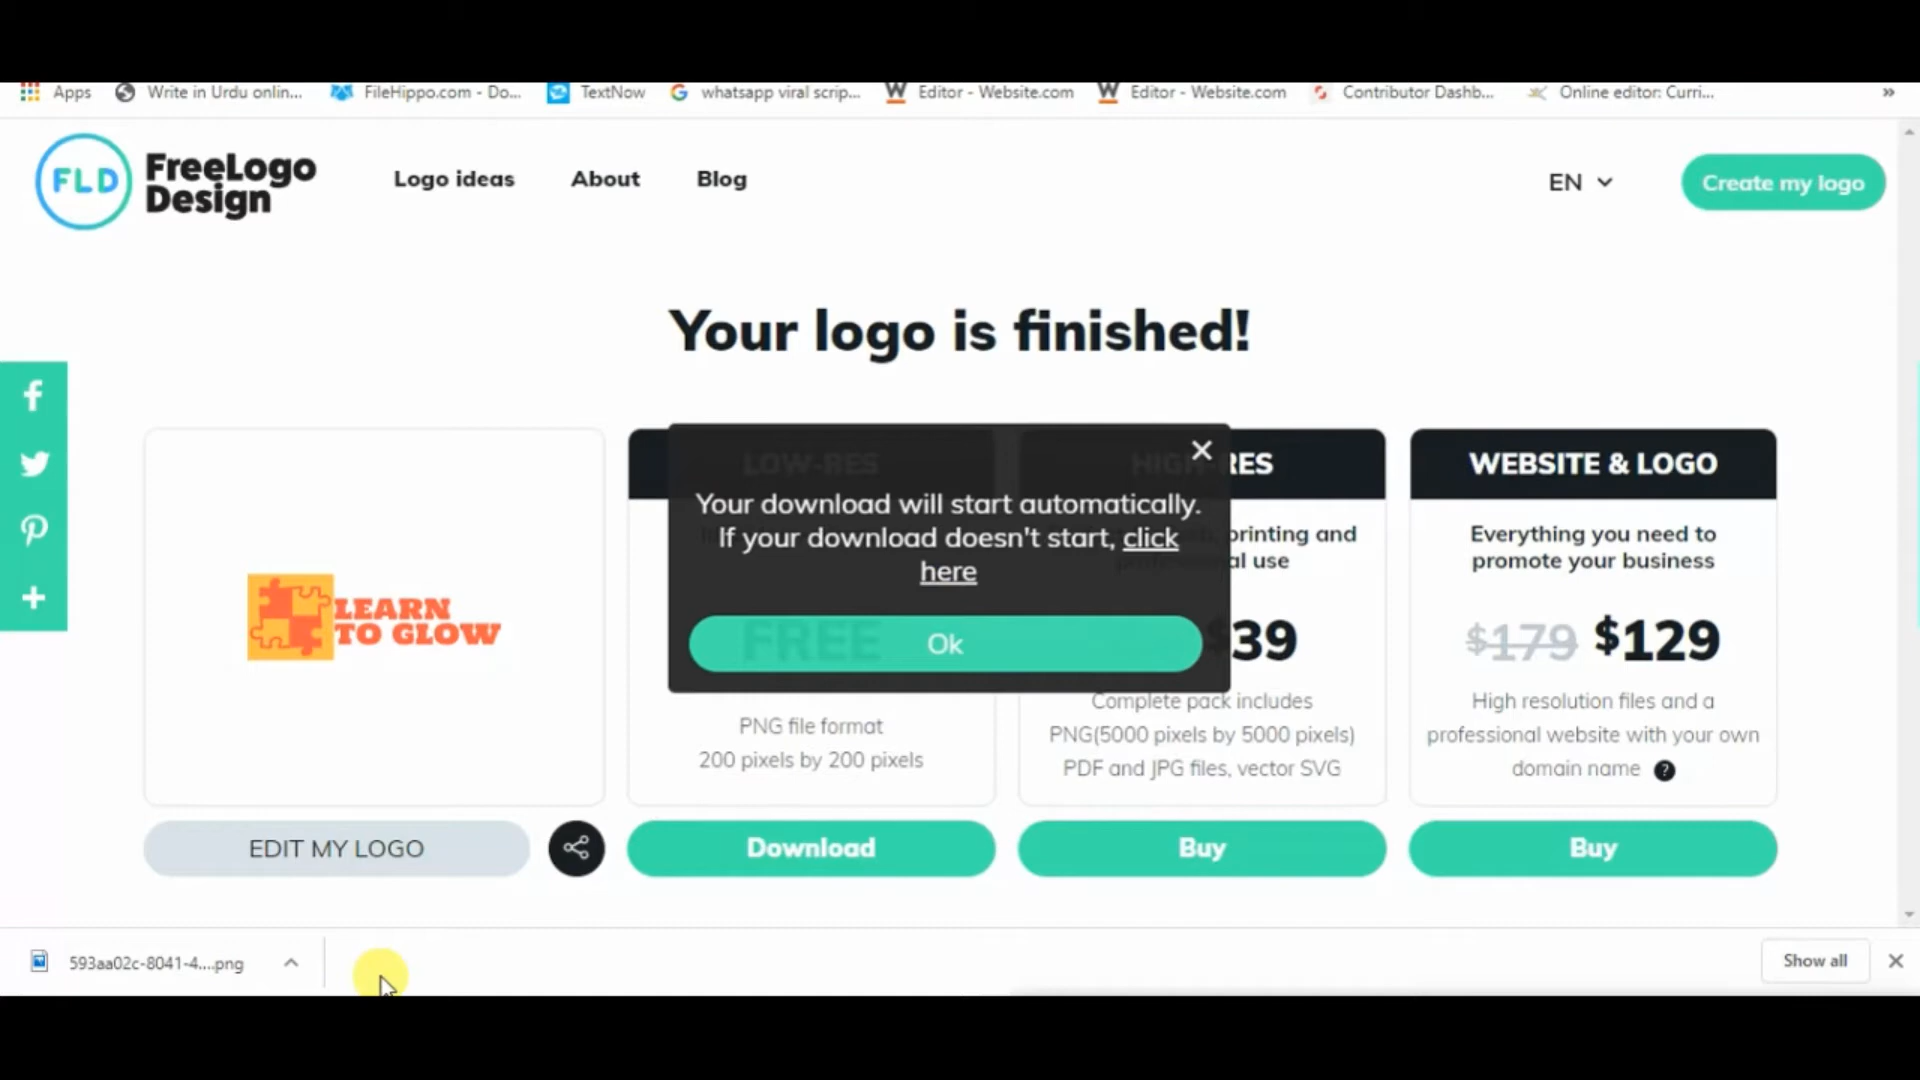 Apps
Write in Urdu onlin...
FileHippo.com - Do...
TextNow
whatsapp viral scrip...
Editor - Website.com
Editor - Website.com
Contributor Dashb...
Online editor: Curri...
»
FLD
FreeLogo
Design
Logo ideas
About
Blog
EN
Create my logo
Your logo is finished!
LEARN
TO GLOW
EDIT MY LOGO
LOW-RES
FREE
PNG file format
200 pixels by 200 pixels
Download
Your download will start automatically.
If your download doesn't start, click
here
Ok
HIGH-RES
printing and
use
$39
Complete pack includes
PNG(5000 pixels by 5000 pixels)
PDF and JPG files, vector SVG
Buy
WEBSITE & LOGO
Everything you need to
promote your business
$179 $129
High resolution files and a
professional website with your own
domain name ?
Buy
593aa02c-8041-4....png
Show all